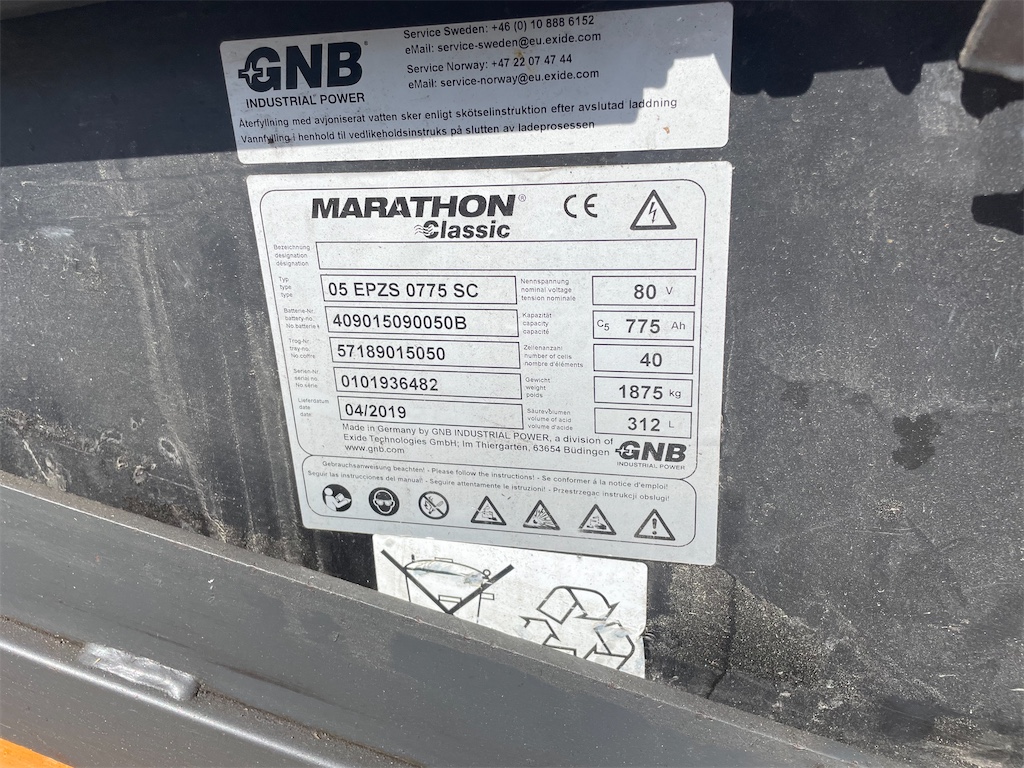 Service Sweden: +46 (0) 10 888 6152
eMail: service-sweden@eu.exide.com
Service Norway: +47 22 07 47 44
eMail: service-norway@eu.exide.com
GNB®
INDUSTRIAL POWER
Återfyllning med avjoniserat vatten sker enligt skötselinstruktion efter avslutad laddning
Vannfylling i henhold til vedlikeholdsinstruks på slutten av ladeprosessen
MARATHON® CE
Classic
Bezeichnung
designation
désignation
Typ
type
type
05 EPZS 0775 SC
Nennspannung
nominal voltage
tension nominale
80 V
Batterie-Nr.
battery-no.
No batterie
409015090050B
Kapazität
capacity
capacité
C5 775 Ah
Trog-Nr.
tray-no.
No.coffre
57189015050
Zellenanzahl
number of cells
nombre d'éléments
40
Serien-Nr.
serial no.
No.série
0101936482
Gewicht
weight
poids
1875 kg
Lieferdatum
date
date
04/2019
Säurevolumen
volume of acid
volume d'acide
312 L
Made in Germany by GNB INDUSTRIAL POWER, a division of
Exide Technologies GmbH; Im Thiergarten, 63654 Büdingen
www.gnb.com
GNB
INDUSTRIAL POWER
Gebrauchsanweisung beachten! - Please follow the instructions! - Se conformer à la notice d'emploi!
Seguir las instrucciones del manual! - Seguire attentamente le istruzioni! - Przestrzegac instrukcji obslugi!